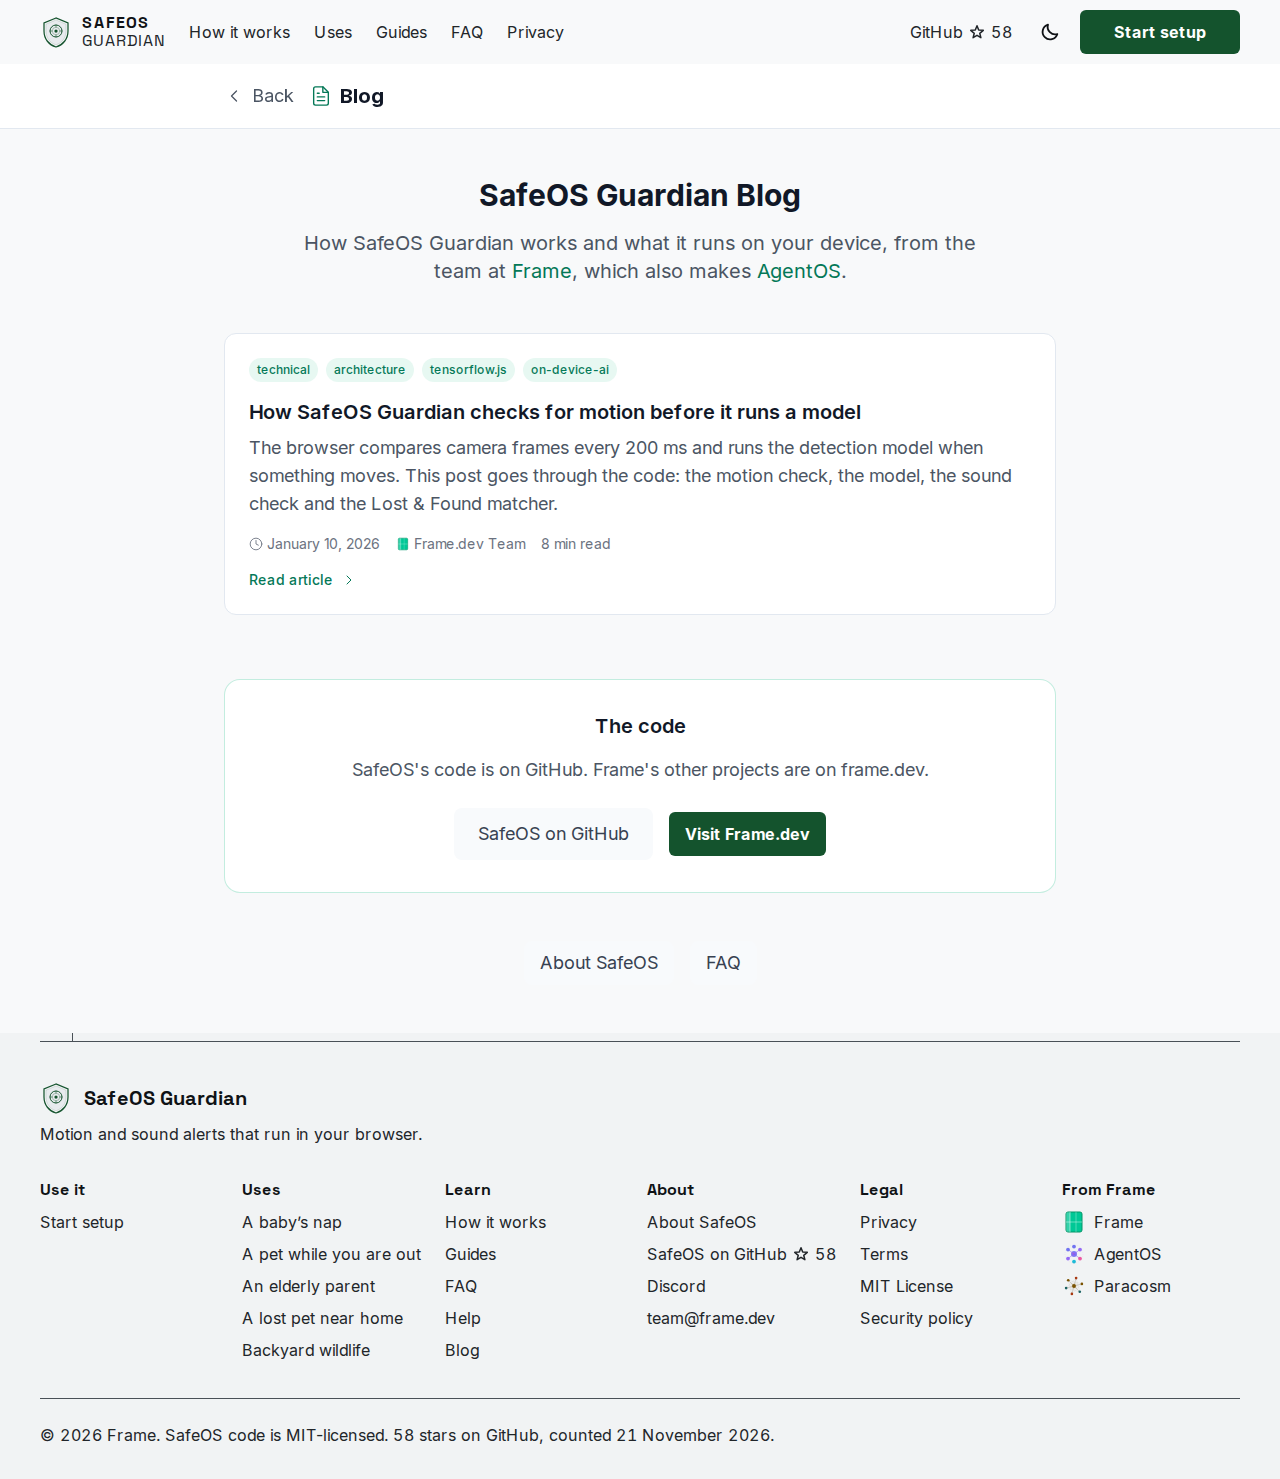 SAFEOS
GUARDIAN
How it works
Uses
Guides
FAQ
Privacy
GitHub ☆ 58
Start setup
Back
Blog
SafeOS Guardian Blog
How SafeOS Guardian works and what it runs on your device, from the
team at Frame, which also makes AgentOS.
technical
architecture
tensorflow.js
on-device-ai
How SafeOS Guardian checks for motion before it runs a model
The browser compares camera frames every 200 ms and runs the detection model when
something moves. This post goes through the code: the motion check, the model, the sound
check and the Lost & Found matcher.
January 10, 2026
Frame.dev Team
8 min read
Read article
The code
SafeOS's code is on GitHub. Frame's other projects are on frame.dev.
SafeOS on GitHub
Visit Frame.dev
About SafeOS
FAQ
SafeOS Guardian
Motion and sound alerts that run in your browser.
Use it
Start setup
Uses
A baby’s nap
A pet while you are out
An elderly parent
A lost pet near home
Backyard wildlife
Learn
How it works
Guides
FAQ
Help
Blog
About
About SafeOS
SafeOS on GitHub ☆ 58
Discord
team@frame.dev
Legal
Privacy
Terms
MIT License
Security policy
From Frame
Frame
AgentOS
Paracosm
© 2026 Frame. SafeOS code is MIT-licensed. 58 stars on GitHub, counted 21 November 2026.